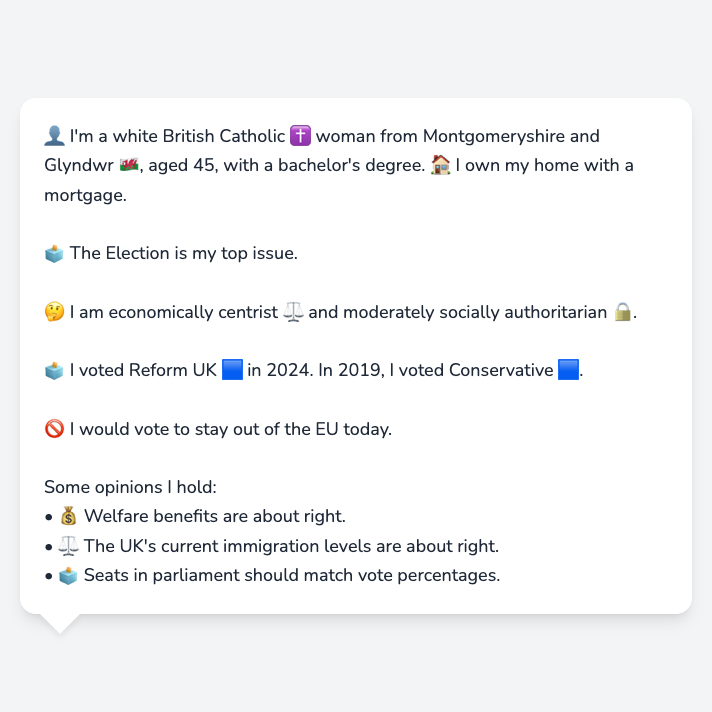 👤 I'm a white British Catholic ✝️ woman from Montgomeryshire and
Glyndwr 🏴󠁧󠁢󠁷󠁬󠁳󠁿, aged 45, with a bachelor's degree. 🏠 I own my home with a
mortgage.
🗳️ The Election is my top issue.
🤔 I am economically centrist ⚖️ and moderately socially authoritarian 🔒.
🗳️ I voted Reform UK 🟦 in 2024. In 2019, I voted Conservative 🟦.
🚫 I would vote to stay out of the EU today.
Some opinions I hold:
• 💰 Welfare benefits are about right.
• ⚖️ The UK's current immigration levels are about right.
• 🗳️ Seats in parliament should match vote percentages.